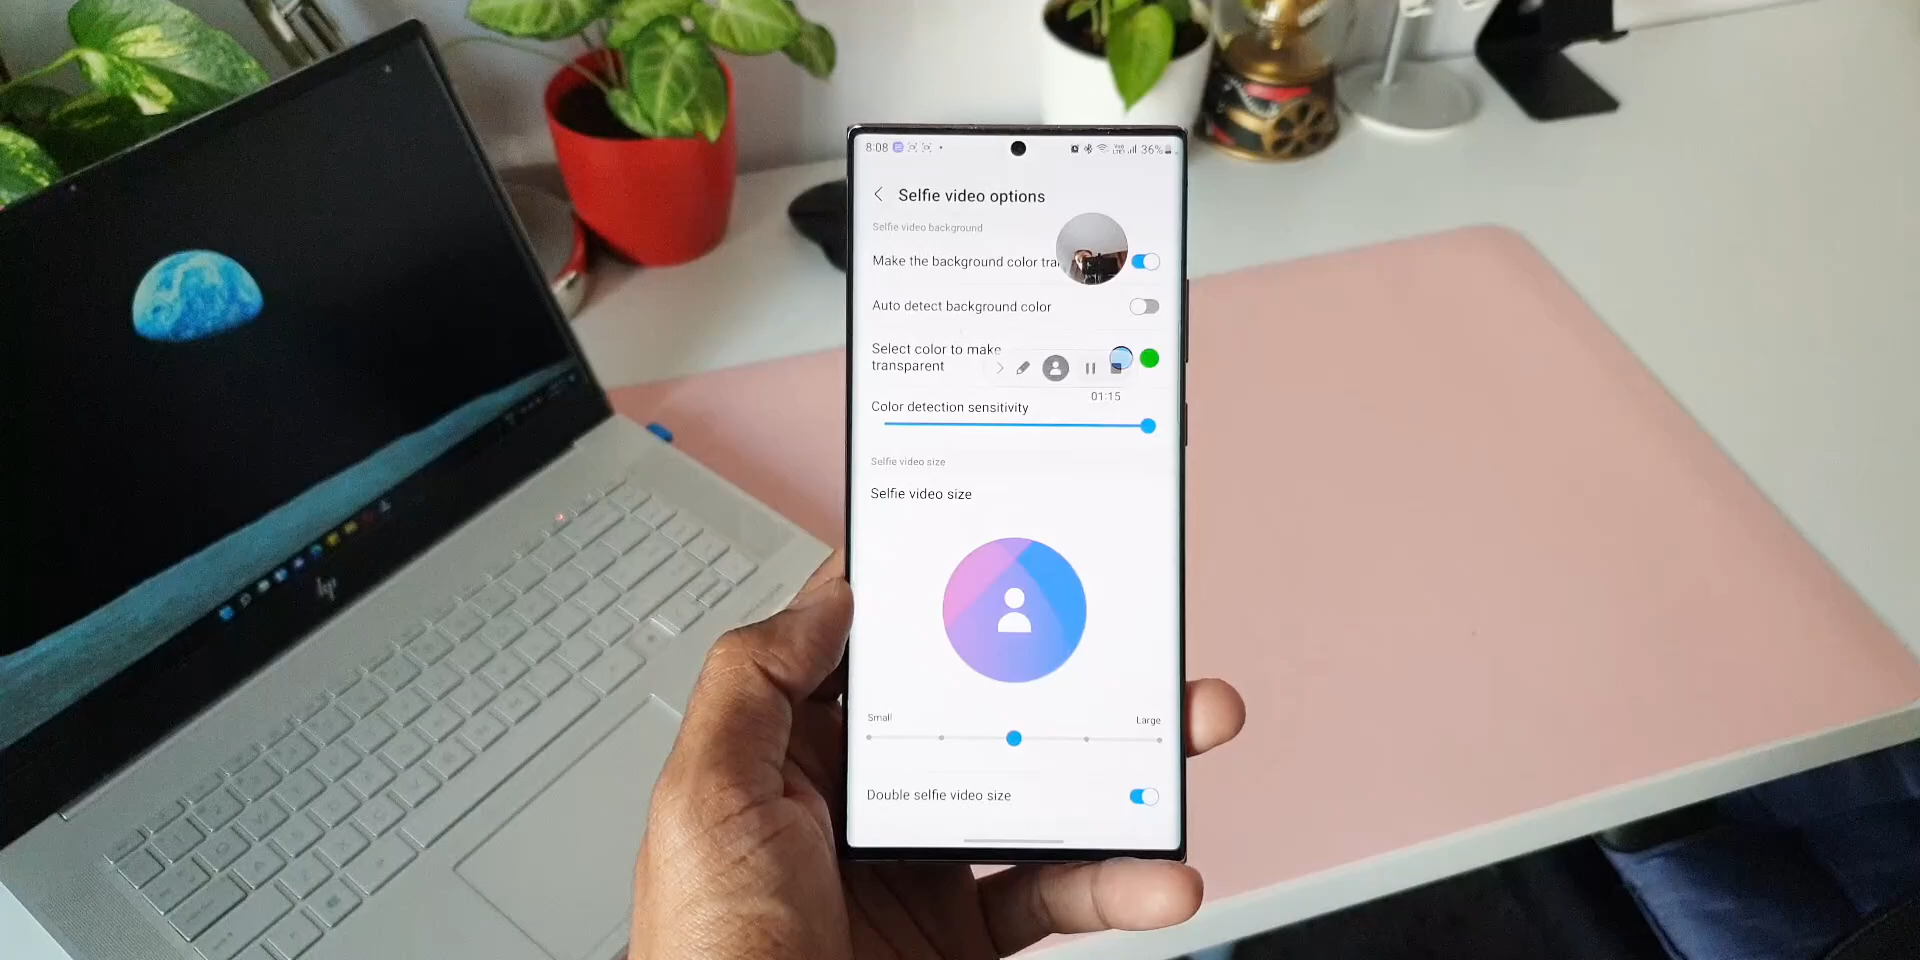 8:08
36%
Selfie video options
Selfie video background
Make the background color tra
Auto detect background color
Select color to make
transparent
01:15
Color detection sensitivity
Selfie video size
Selfie video size
Small
Large
Double selfie video size
hp